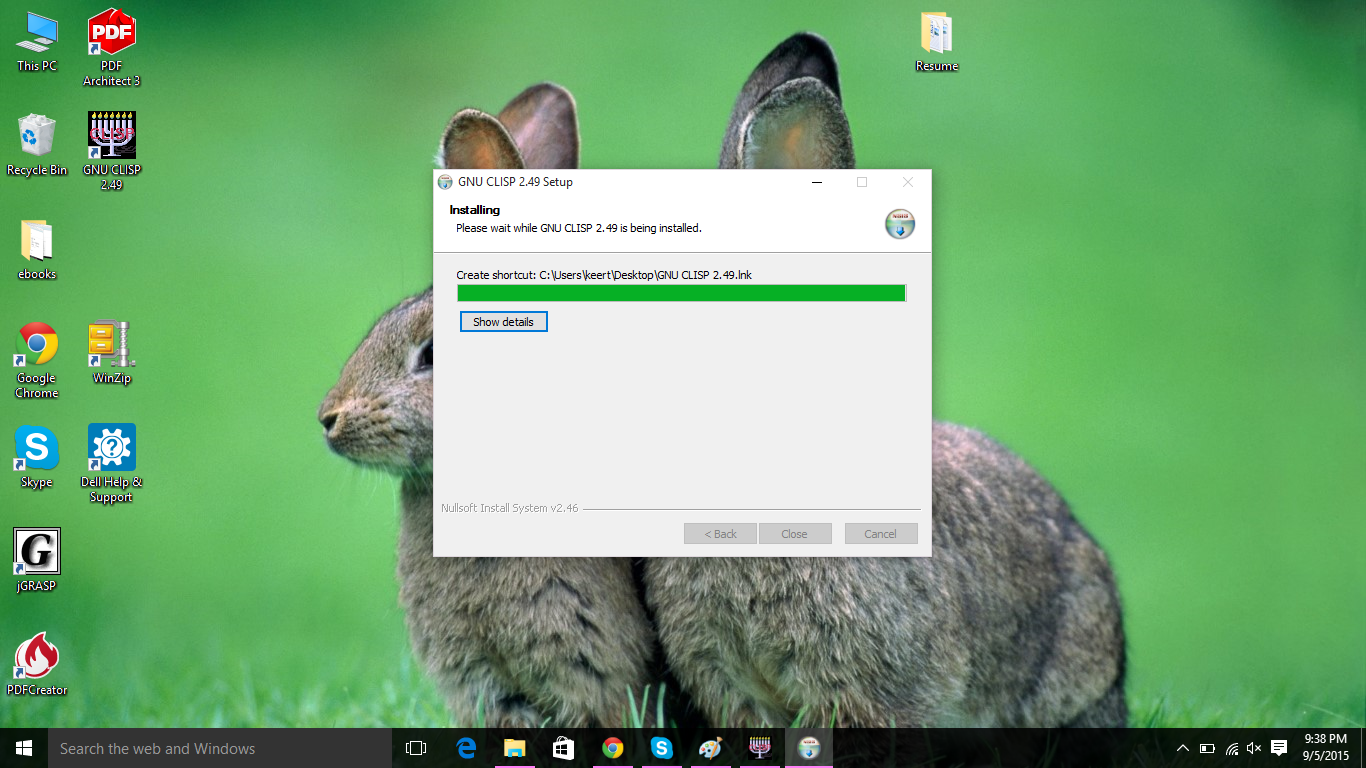 This PC
PDF
PDF
Architect 3
Recycle Bin
CLISP
GNU CLISP
2.49
ebooks
Google
Chrome
WinZip
S
Skype
Dell Help &
Support
G
jGRASP
PDFCreator
Resume
GNU CLISP 2.49 Setup
Installing
Please wait while GNU CLISP 2.49 is being installed.
Create shortcut: C:\Users\keert\Desktop\GNU CLISP 2.49.lnk
Show details
Nullsoft Install System v2.46
< Back
Close
Cancel
Search the web and Windows
9:38 PM
9/5/2015